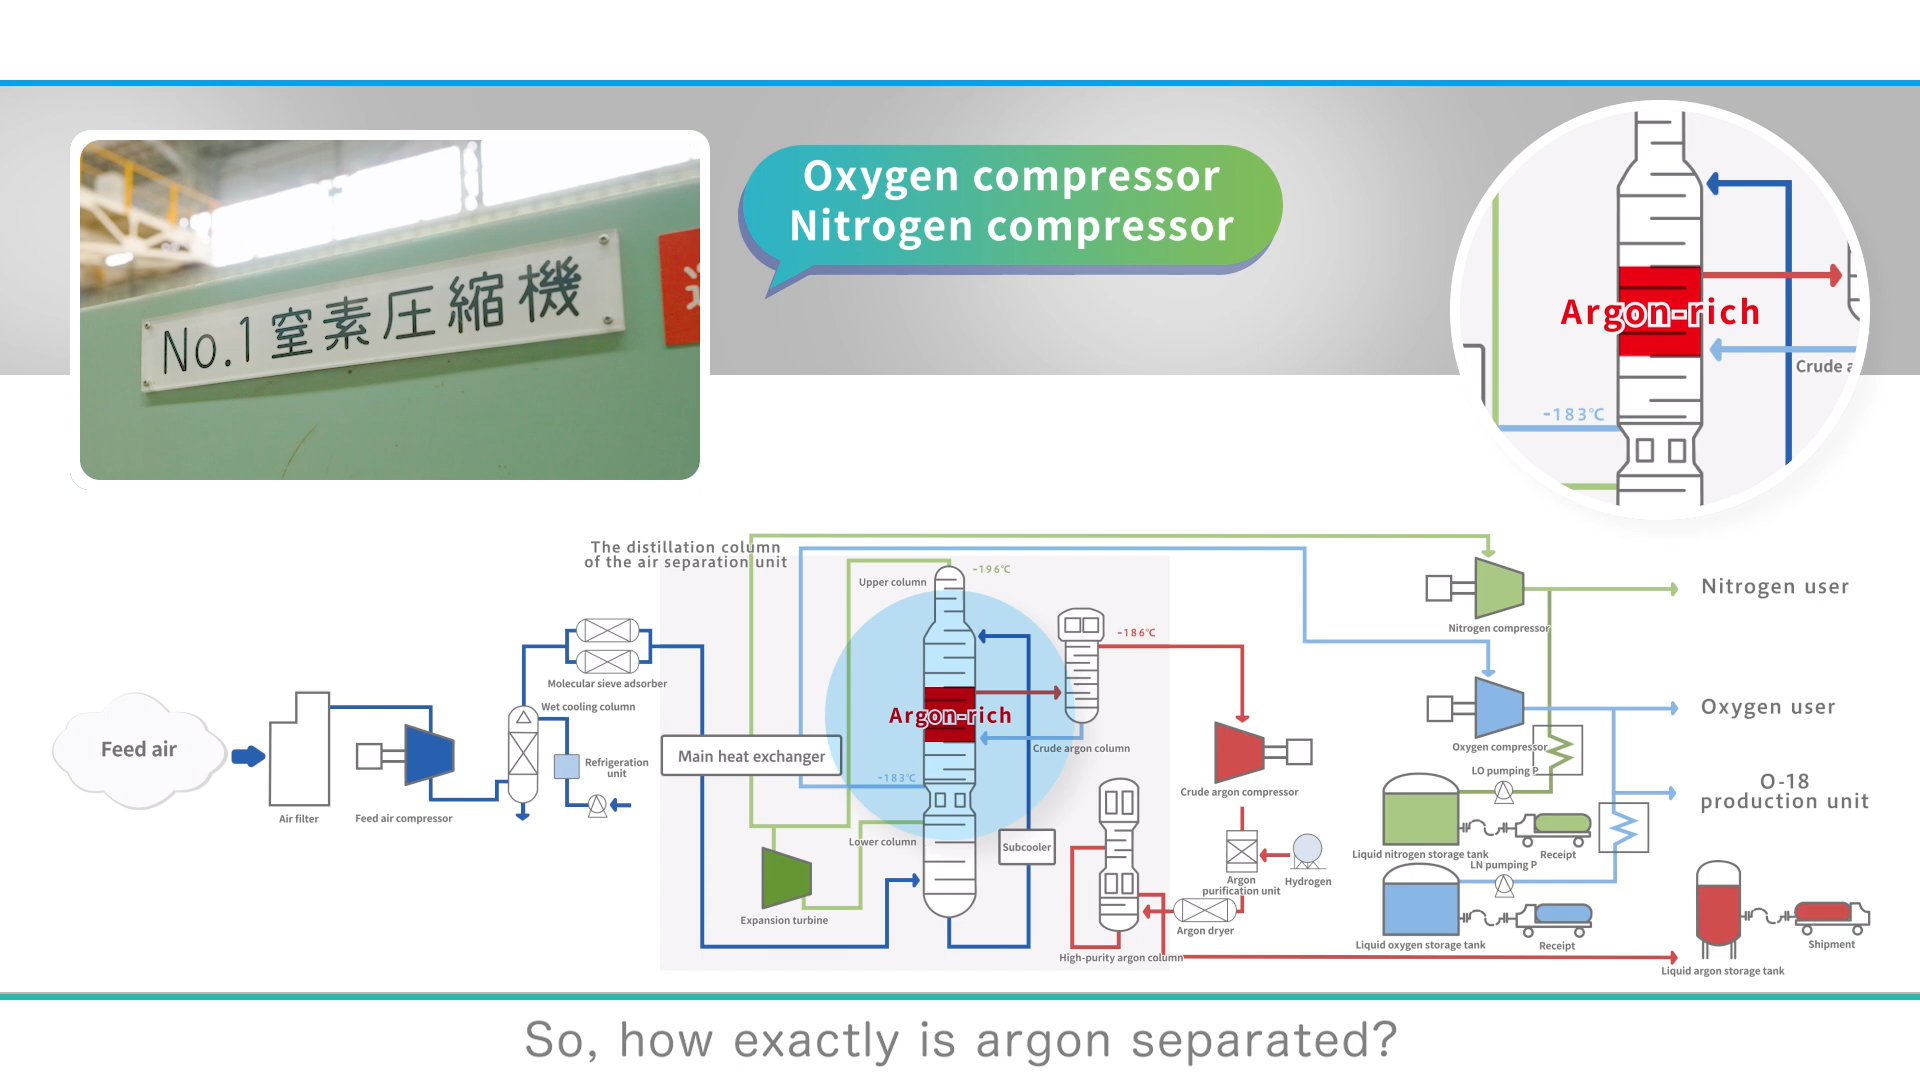 Oxygen compressor
Nitrogen compressor
No.1窒素圧縮機
Argon-rich
Crude a
-183℃
The distillation column
of the air separation unit
Upper column
-196℃
-186℃
Nitrogen compressor
Nitrogen user
Molecular sieve adsorber
Wet cooling column
Argon-rich
Oxygen user
Feed air
Main heat exchanger
Crude argon column
Oxygen compressor
Refrigeration
unit
-183℃
LO pumping P
O-18
production unit
Crude argon compressor
Air filter
Feed air compressor
Lower column
Subcooler
Liquid nitrogen storage tank
Receipt
LN pumping P
Argon
purification unit
Hydrogen
Expansion turbine
Argon dryer
Liquid oxygen storage tank
Receipt
Shipment
High-purity argon column
Liquid argon storage tank
So, how exactly is argon separated?